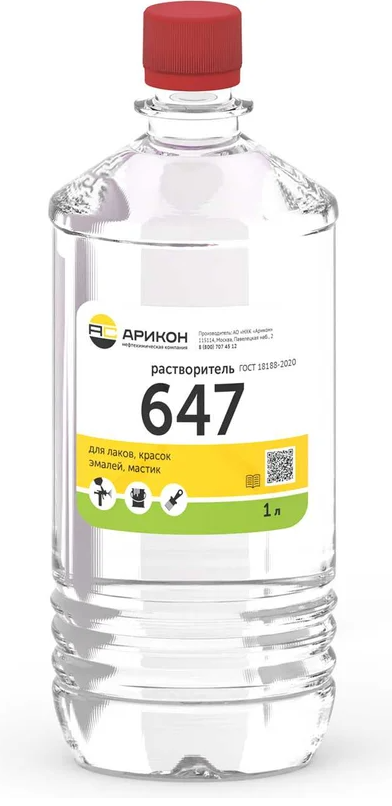 АС АРИКОН
нефтехимическая компания
Производитель: АО «НХК «Арикон»
115114, Москва, Павелецкая наб., 2
8 (800) 707 45 12
растворитель ГОСТ 18188-2020
647
для лаков, красок
эмалей, мастик
1 л